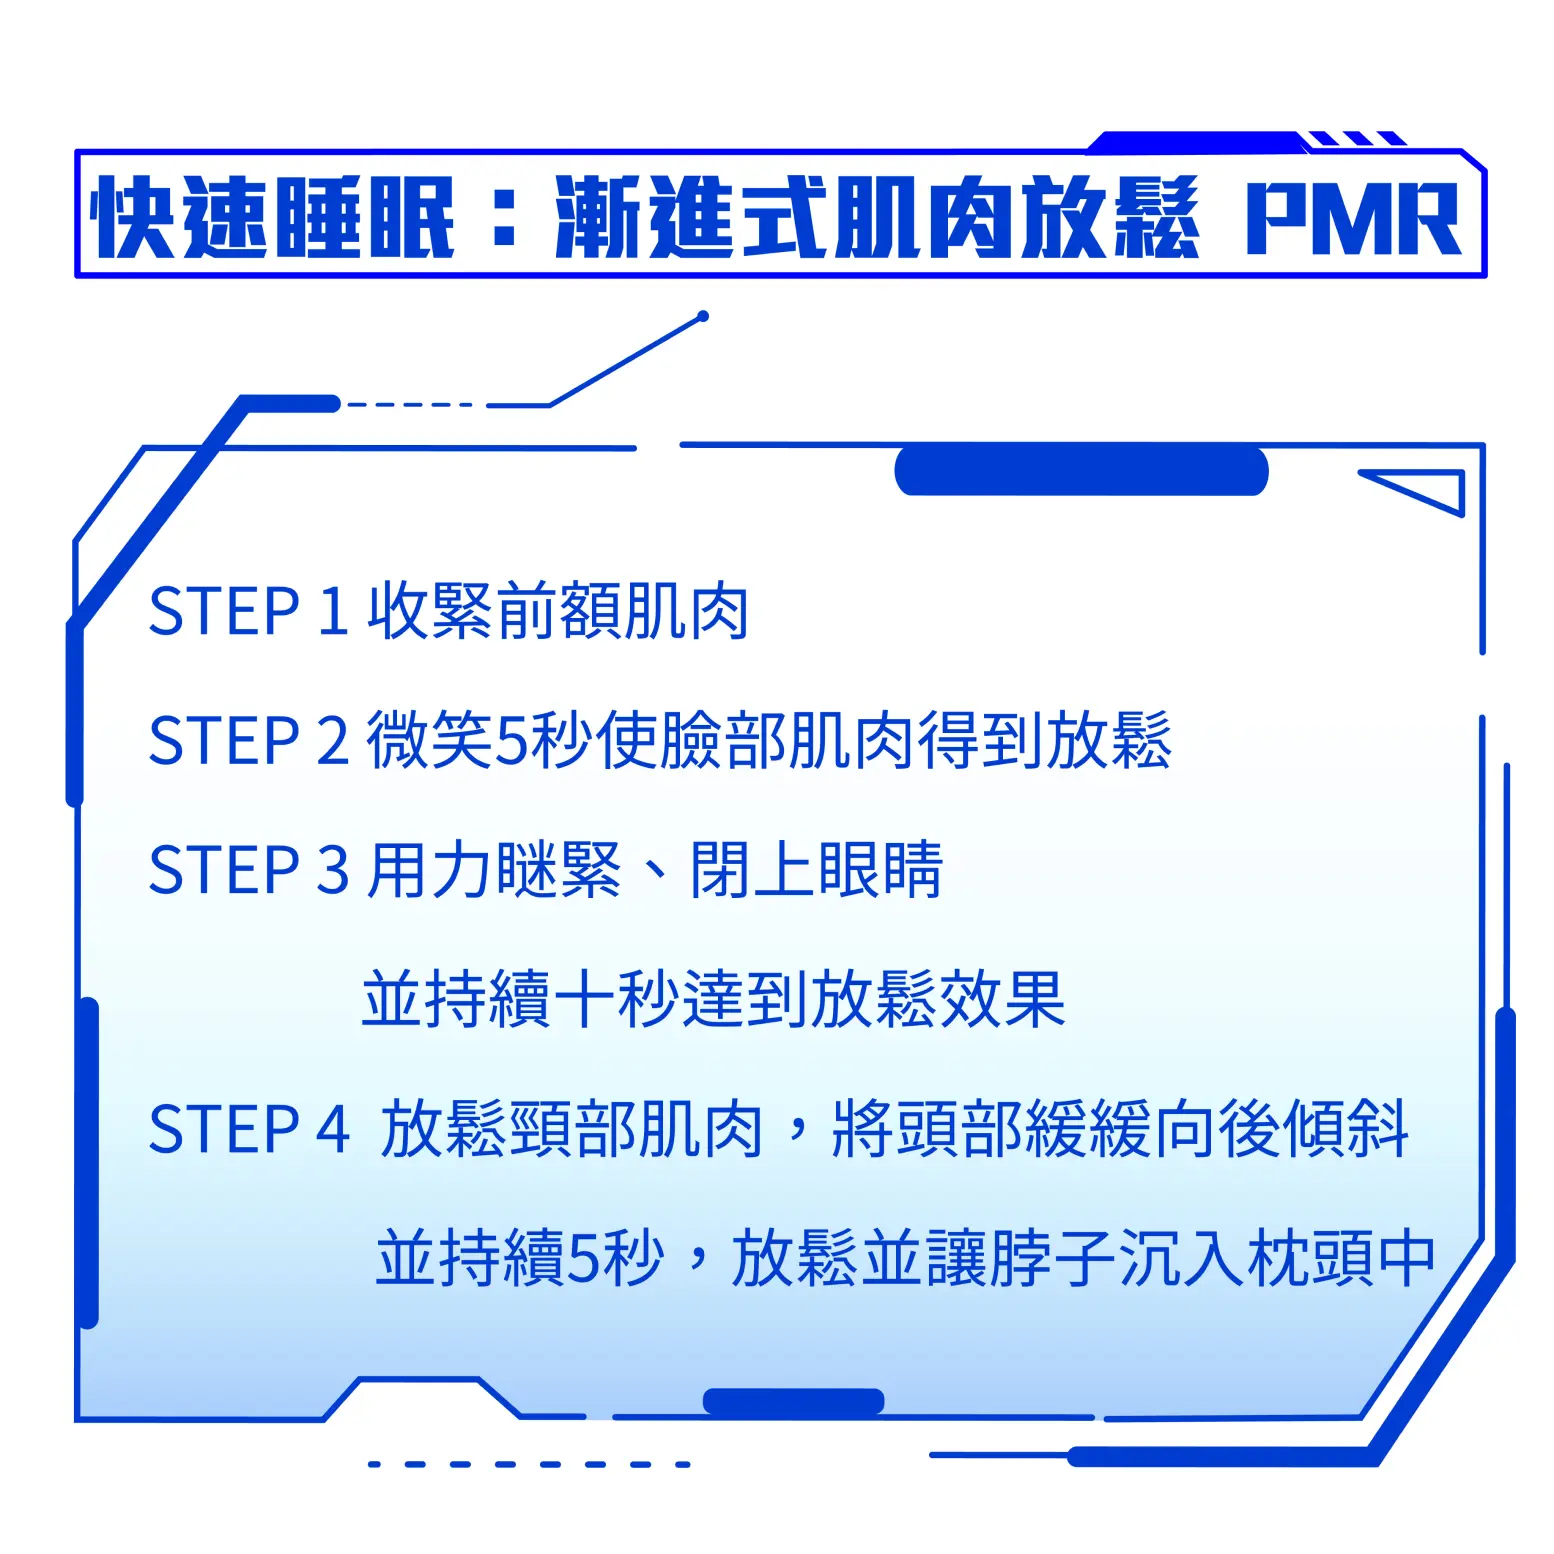 快速睡眠：漸進式肌肉放鬆 PMR
STEP 1 收緊前額肌肉
STEP 2 微笑5秒使臉部肌肉得到放鬆
STEP 3 用力瞇緊、閉上眼睛
並持續十秒達到放鬆效果
STEP 4 放鬆頸部肌肉，將頭部緩緩向後傾斜
並持續5秒，放鬆並讓脖子沉入枕頭中